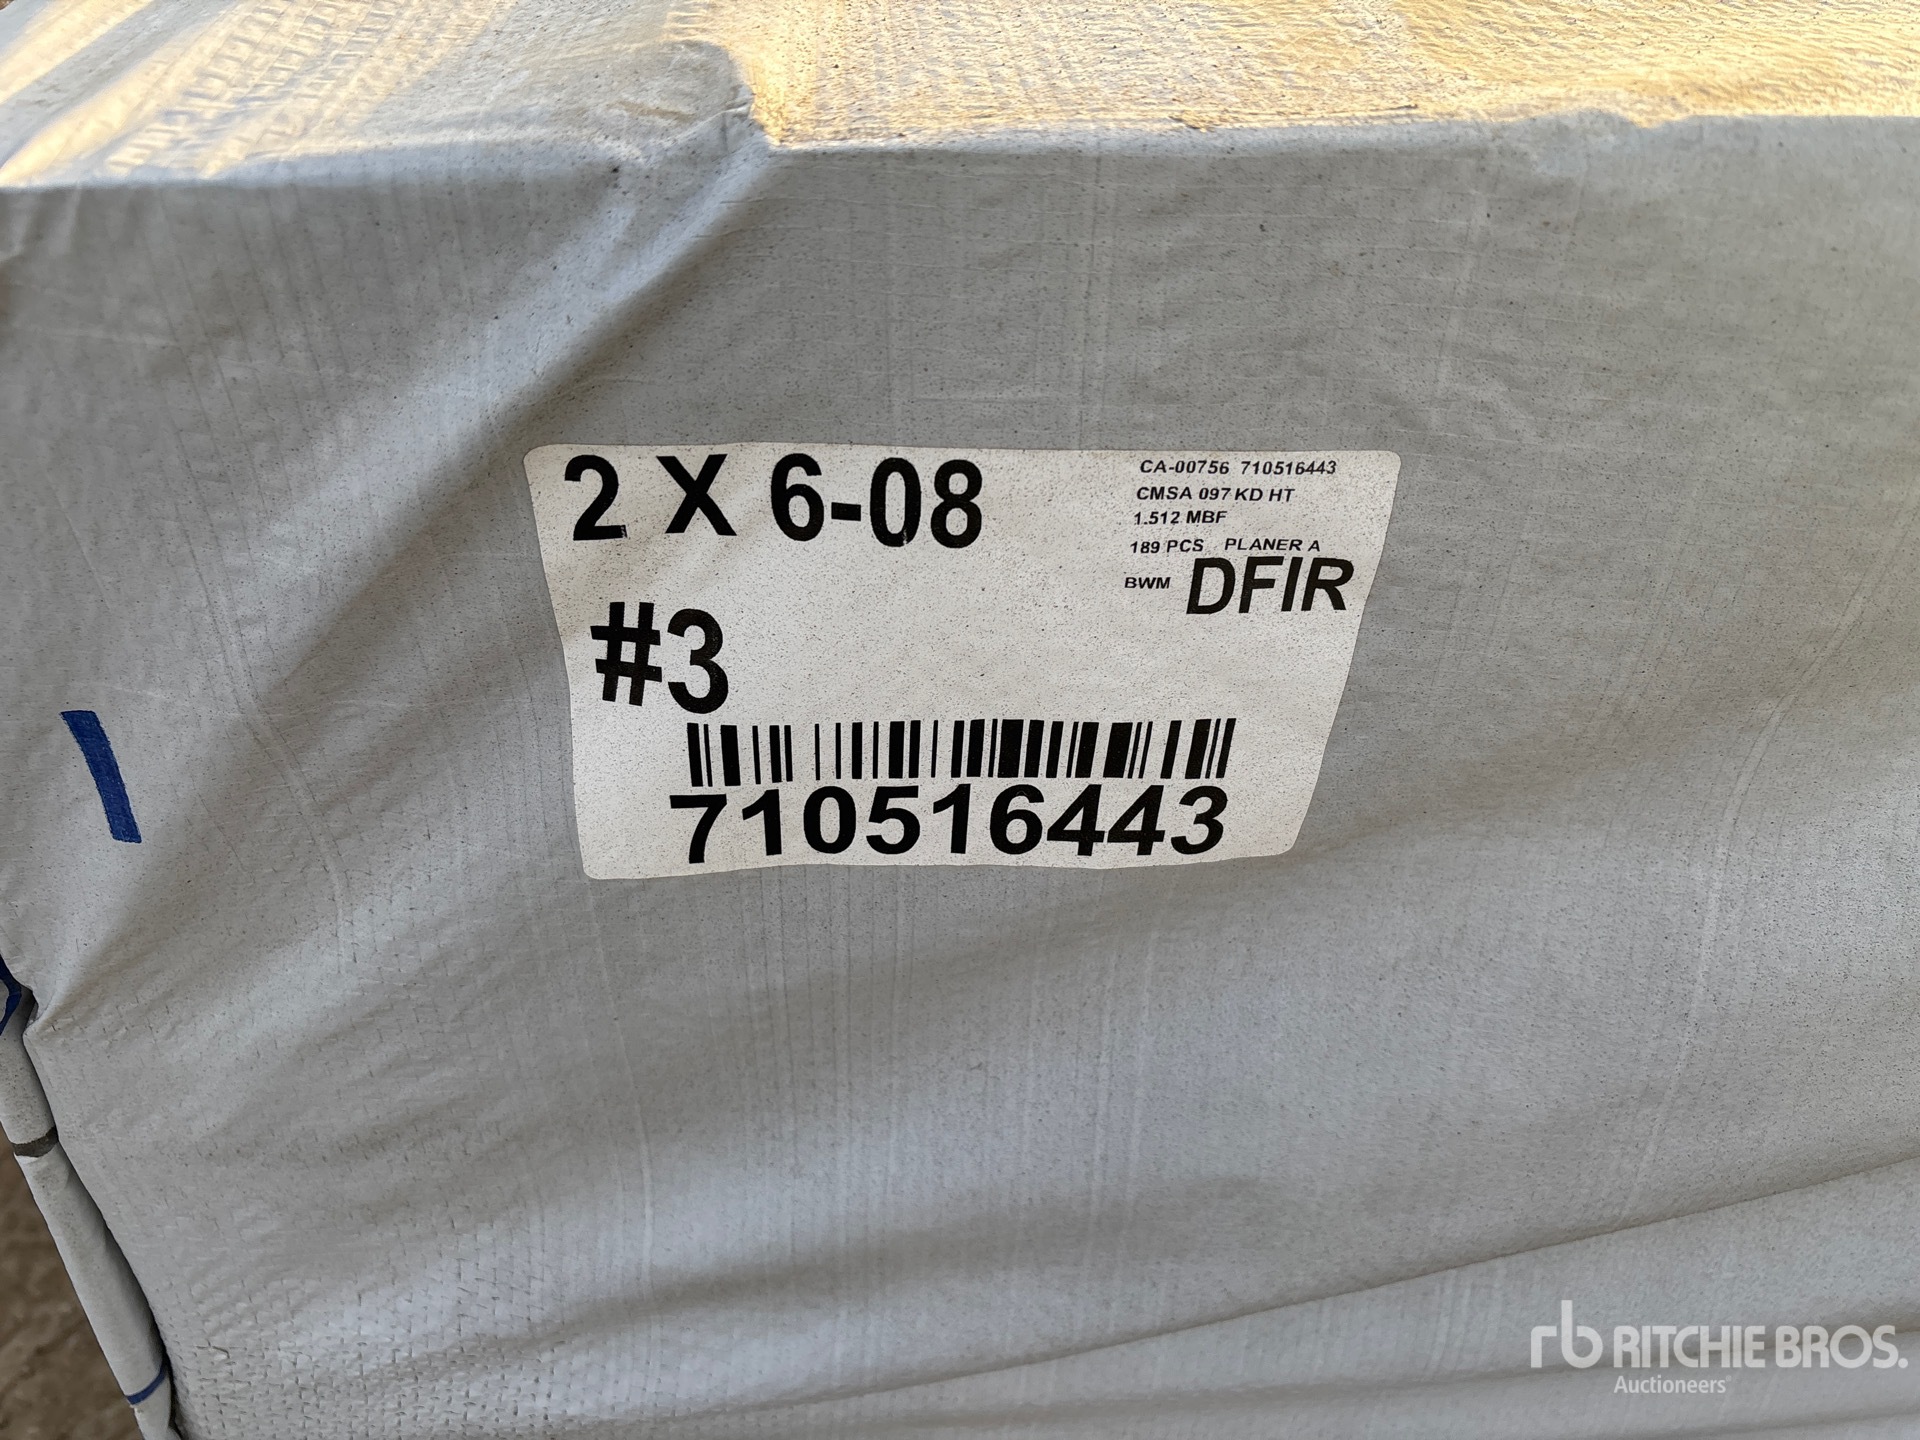 2 X 6-08
CA-00756 710516443
CMSA 097 KD HT
1.512 MBF
189 PCS PLANER A
BWM DFIR
#3
710516443
rb RITCHIE BROS.
Auctioneers